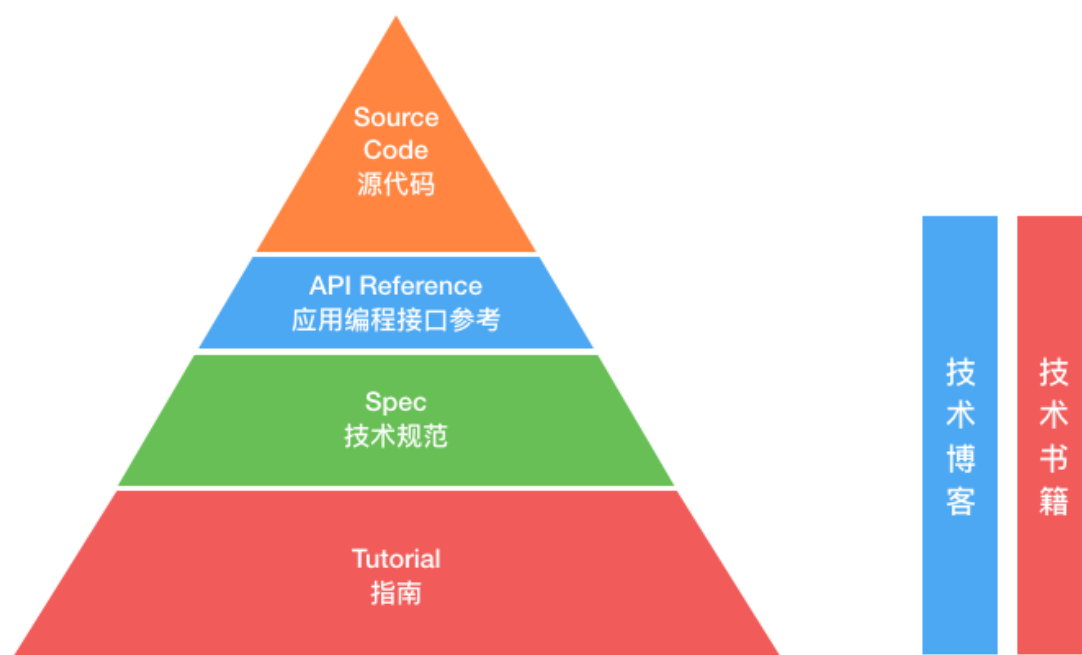 Source
Code
源代码
API Reference
应用编程接口参考
Spec
技术规范
Tutorial
指南
技术博客
技术书籍